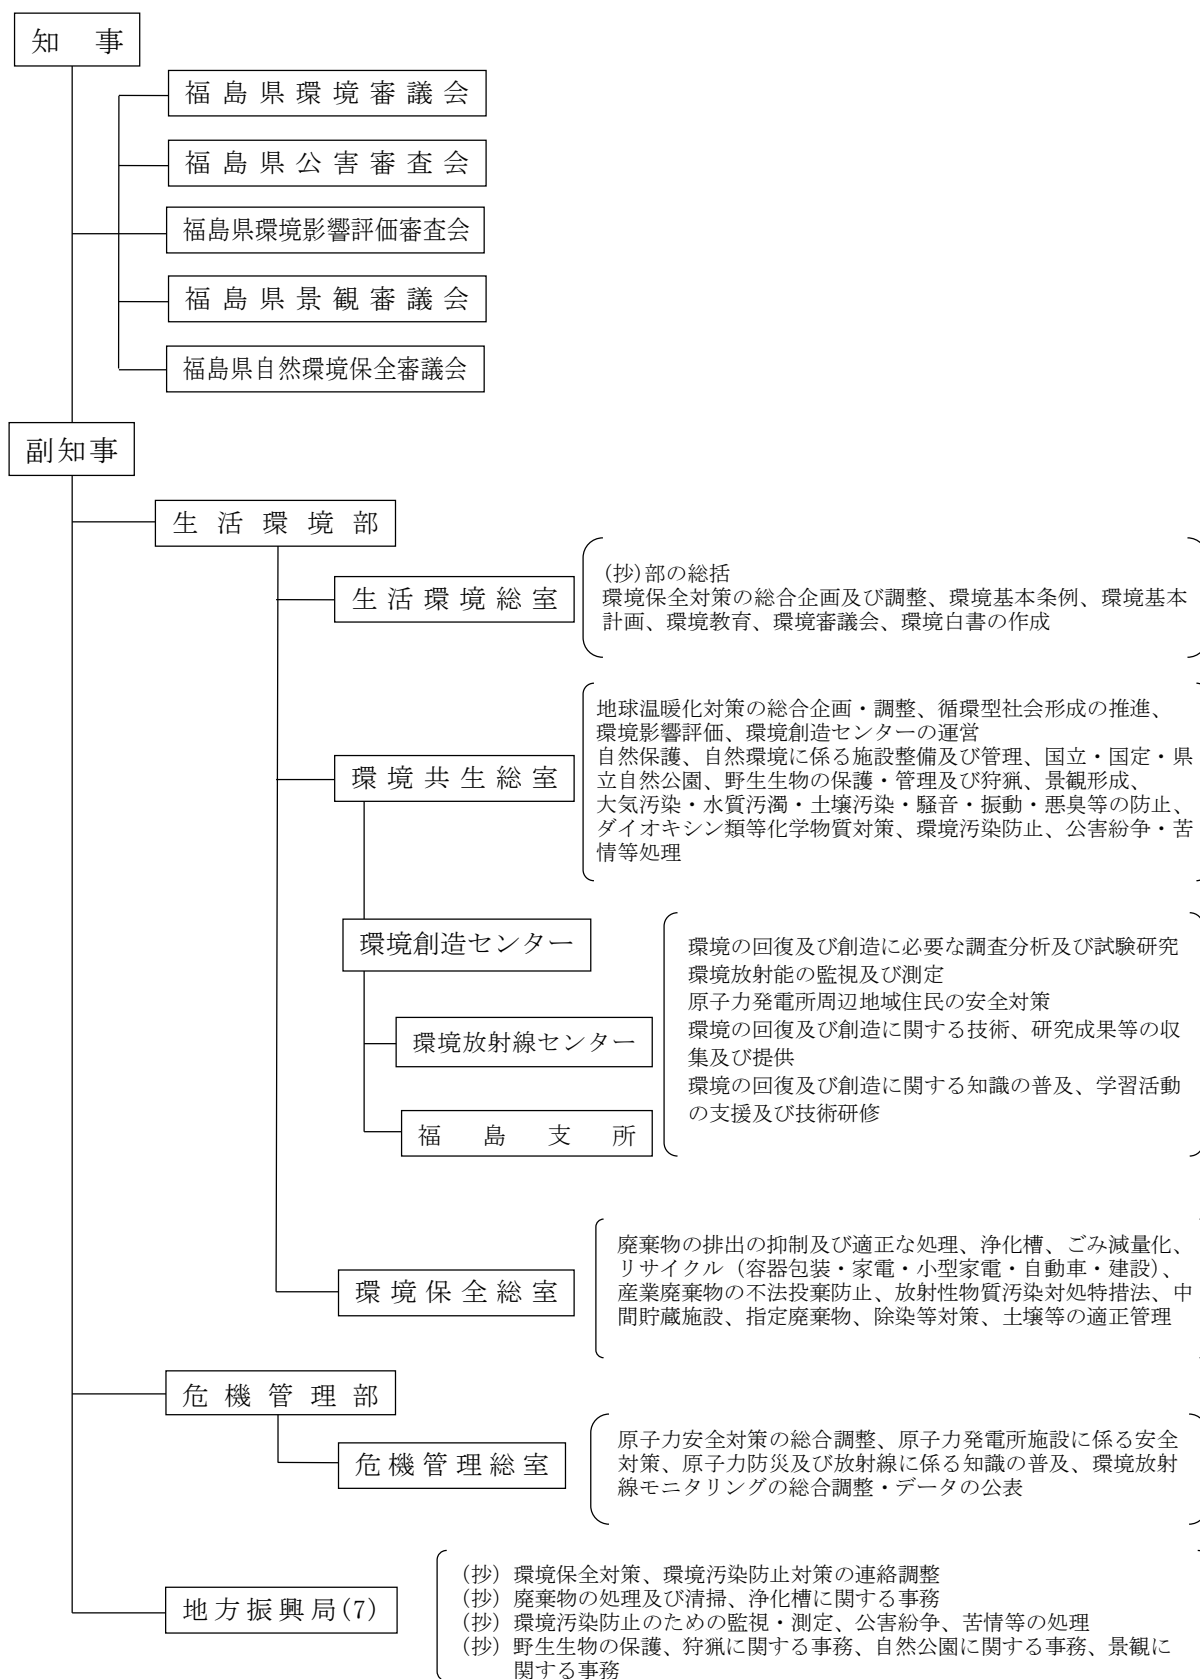 知事
福島県環境審議会
福島県公害審査会
福島県環境影響評価審査会
福島県景観審議会
福島県自然環境保全審議会
副知事
生活環境部
生活環境総室
(抄)部の総括
環境保全対策の総合企画及び調整、環境基本条例、環境基本
計画、環境教育、環境審議会、環境白書の作成
環境共生総室
地球温暖化対策の総合企画・調整、循環型社会形成の推進、
環境影響評価、環境創造センターの運営
自然保護、自然環境に係る施設整備及び管理、国立・国定・県
立自然公園、野生生物の保護・管理及び狩猟、景観形成、
大気汚染・水質汚濁・土壌汚染・騒音・振動・悪臭等の防止、
ダイオキシン類等化学物質対策、環境汚染防止、公害紛争・苦
情等処理
環境創造センター
環境放射線センター
福島支所
環境の回復及び創造に必要な調査分析及び試験研究
環境放射能の監視及び測定
原子力発電所周辺地域住民の安全対策
環境の回復及び創造に関する技術、研究成果等の収
集及び提供
環境の回復及び創造に関する知識の普及、学習活動
の支援及び技術研修
環境保全総室
廃棄物の排出の抑制及び適正な処理、浄化槽、ごみ減量化、
リサイクル（容器包装・家電・小型家電・自動車・建設）、
産業廃棄物の不法投棄防止、放射性物質汚染対処特措法、中
間貯蔵施設、指定廃棄物、除染等対策、土壌等の適正管理
危機管理部
危機管理総室
原子力安全対策の総合調整、原子力発電所施設に係る安全
対策、原子力防災及び放射線に係る知識の普及、環境放射
線モニタリングの総合調整・データの公表
地方振興局(7)
(抄) 環境保全対策、環境汚染防止対策の連絡調整
(抄) 廃棄物の処理及び清掃、浄化槽に関する事務
(抄) 環境汚染防止のための監視・測定、公害紛争、苦情等の処理
(抄) 野生生物の保護、狩猟に関する事務、自然公園に関する事務、景観に
関する事務